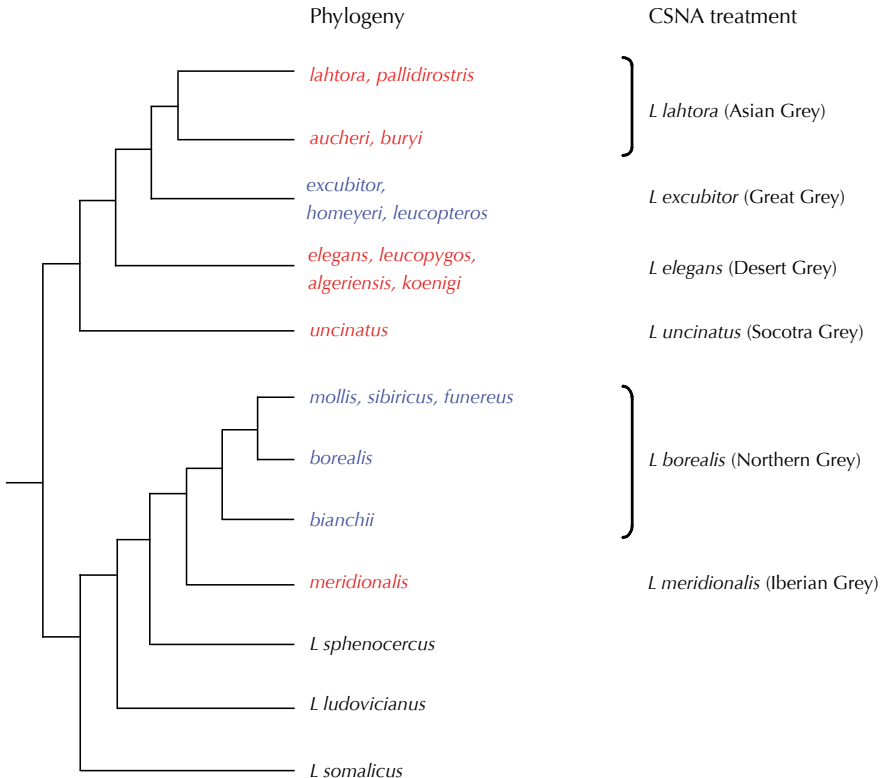 Phylogeny
CSNA treatment
lahtora, pallidirostris
L lahtora (Asian Grey)
aucheri, buryi
excubitor,
homeyeri, leucopteros
L excubitor (Great Grey)
elegans, leucopygos,
algeriensis, koenigi
L elegans (Desert Grey)
uncinatus
L uncinatus (Socotra Grey)
mollis, sibiricus, funereus
borealis
L borealis (Northern Grey)
bianchii
meridionalis
L meridionalis (Iberian Grey)
L sphenocercus
L ludovicianus
L somalicus